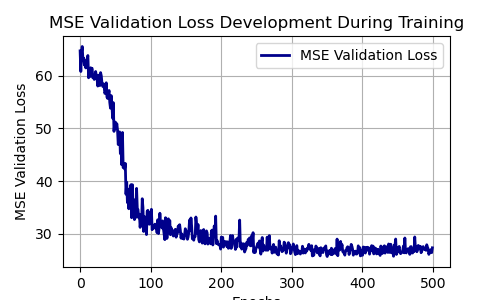 MSE Validation Loss Development During Training
MSE Validation Loss
MSE Validation Loss
60
50
40
30
0
100
200
300
400
500
Epochs